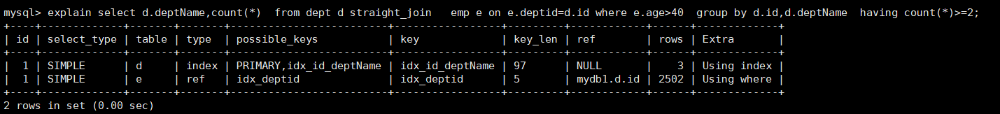 mysql> explain select d.deptName,count(*)  from dept d straight_join   emp e on e.deptid=d.id where e.age>40  group by d.id,d.deptName  having count(*)>=2;
+----+-------------+-------+-------+-------------------------+-----------------+---------+------------+------+-------------+
| id | select_type | table | type  | possible_keys           | key             | key_len | ref        | rows | Extra       |
+----+-------------+-------+-------+-------------------------+-----------------+---------+------------+------+-------------+
|  1 | SIMPLE      | d     | index | PRIMARY,idx_id_deptName | idx_id_deptName | 97      | NULL       |    3 | Using index |
|  1 | SIMPLE      | e     | ref   | idx_deptid              | idx_deptid      | 5       | mydb1.d.id | 2502 | Using where |
+----+-------------+-------+-------+-------------------------+-----------------+---------+------------+------+-------------+
2 rows in set (0.00 sec)